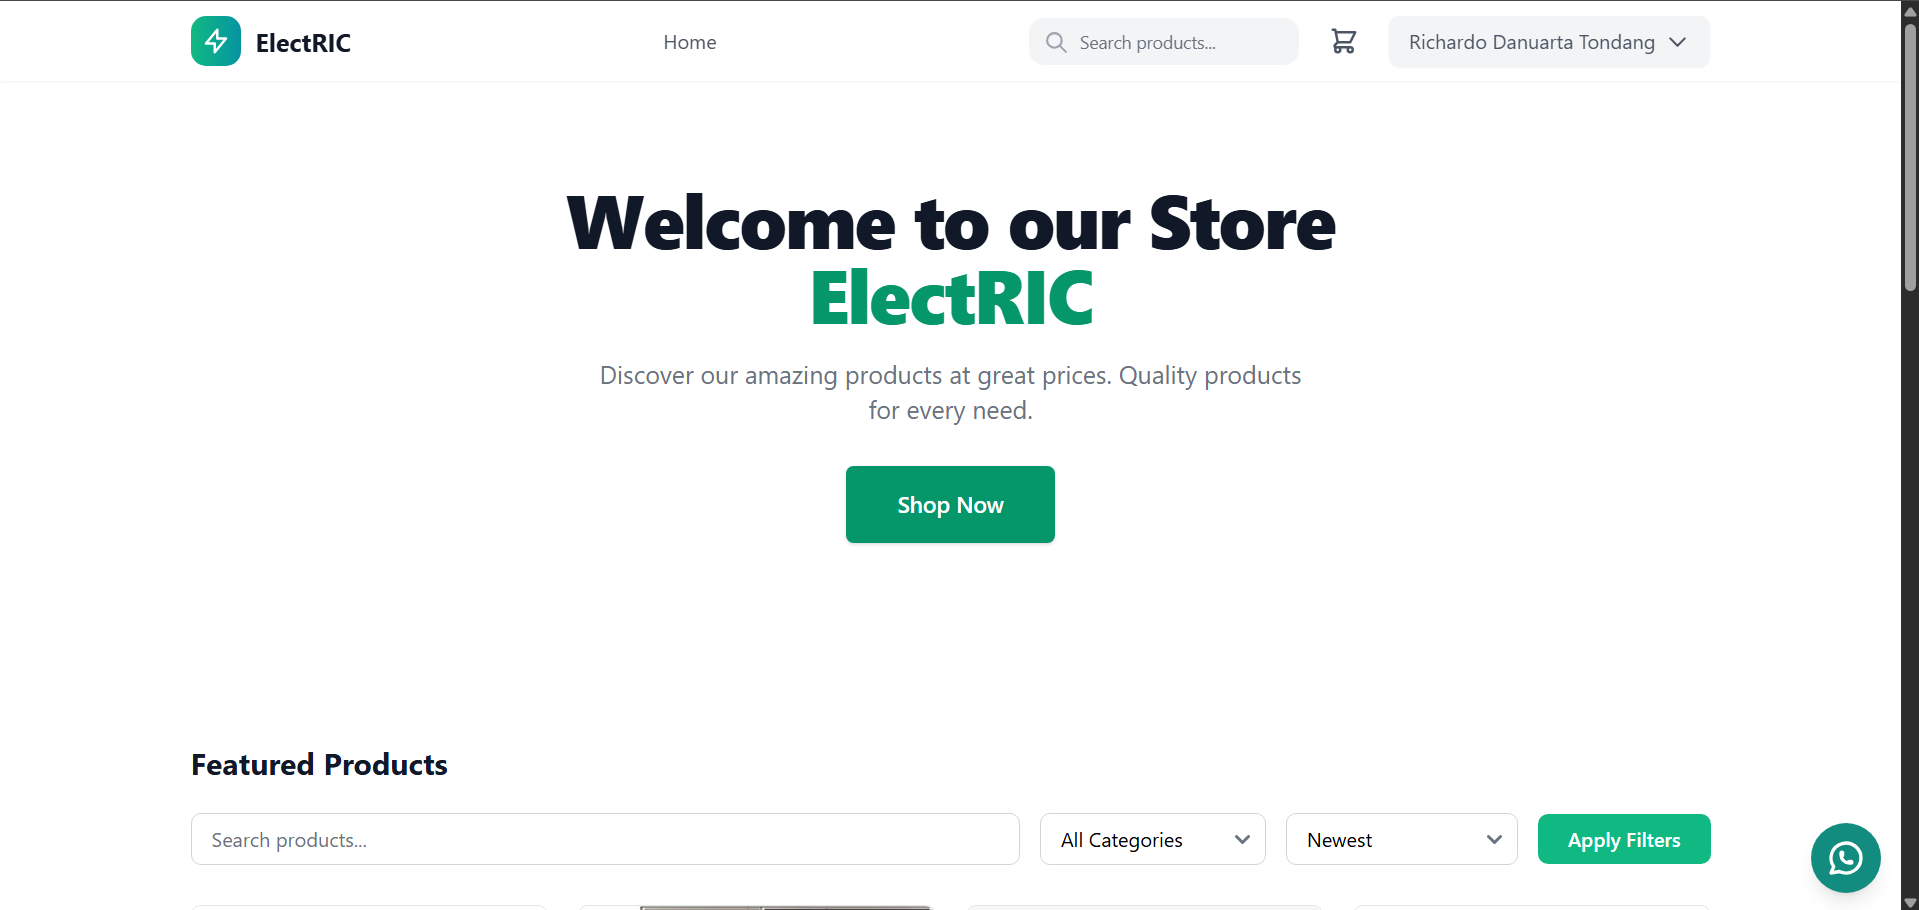 ElectRIC
Home
Search products...
Richardo Danuarta Tondang
Welcome to our Store
ElectRIC
Discover our amazing products at great prices. Quality products
for every need.
Shop Now
Featured Products
Search products...
All Categories
Newest
Apply Filters